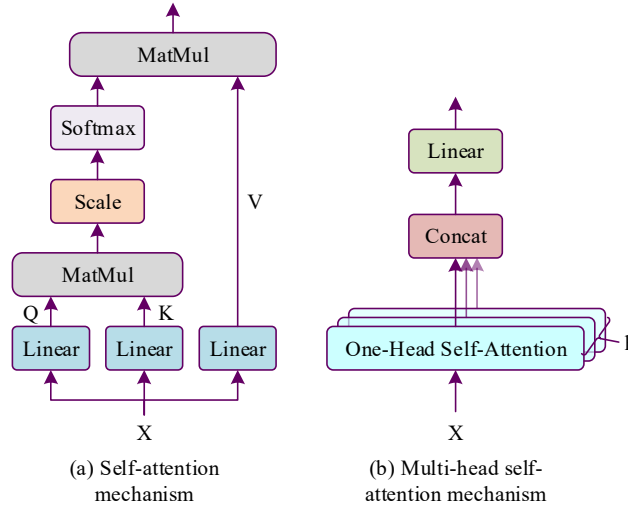 MatMul
Softmax
Scale
V
MatMul
Q
K
Linear
Linear
Linear
X
(a) Self-attention
mechanism
Linear
Concat
One-Head Self-Attention
X
(b) Multi-head self-
attention mechanism